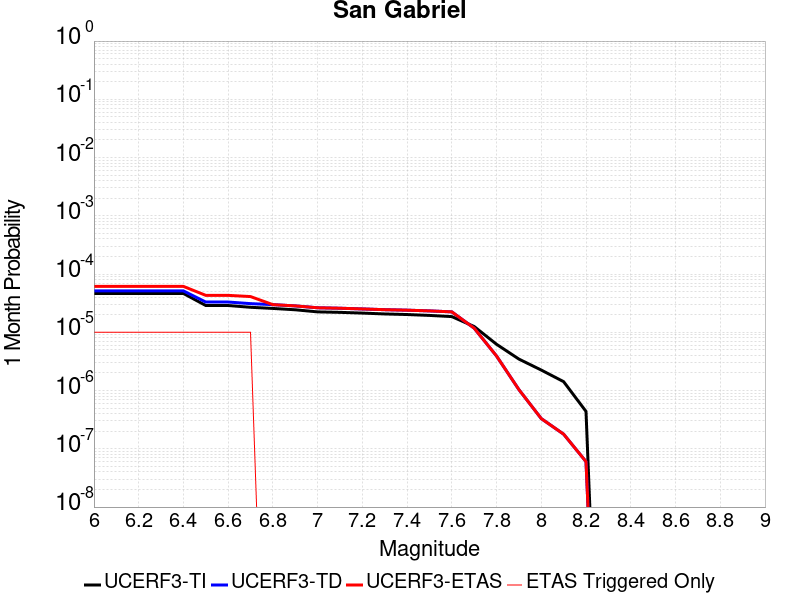 San Gabriel
10 0
10 -1
10 -2
10 -3
10 -4
10 -5
10 -6
10 -7
10 -8
1 Month Probability
6 6.2 6.4 6.6 6.8 7 7.2 7.4 7.6 7.8 8 8.2 8.4 8.6 8.8 9
Magnitude
UCERF3-TI UCERF3-TD UCERF3-ETAS ETAS Triggered Only